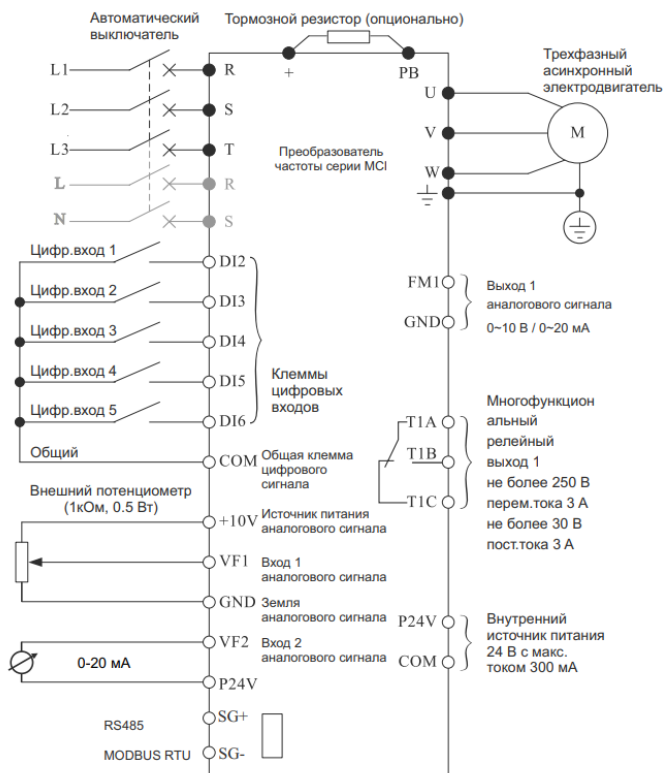 Автоматический
выключатель
Тормозной резистор (опционально)
+
PB
Трехфазный
асинхронный
электродвигатель
L1
R
L2
S
L3
T
L
R
N
S
U
V
W
M
Преобразователь
частоты серии MCI
Цифр.вход 1
DI2
Цифр.вход 2
DI3
Цифр.вход 3
DI4
Цифр.вход 4
DI5
Цифр.вход 5
DI6
Клеммы
цифровых
входов
Общий
COM
Общая клемма
цифрового
сигнала
FM1
GND
Выход 1
аналогового сигнала
0~10 В / 0~20 мА
T1A
T1B
T1C
Многофункцион
альный
релейный
выход 1
не более 250 В
перем.тока 3 А
не более 30 В
пост.тока 3 А
Внешний потенциометр
(1кОм, 0.5 Вт)
+10V
Источник питания
аналогового сигнала
VF1
Вход 1
аналогового сигнала
GND
Земля
аналогового сигнала
VF2
Вход 2
аналогового сигнала
0-20 мА
P24V
P24V
COM
Внутренний
источник питания
24 В с макс.
током 300 мА
RS485
SG+
MODBUS RTU
SG-